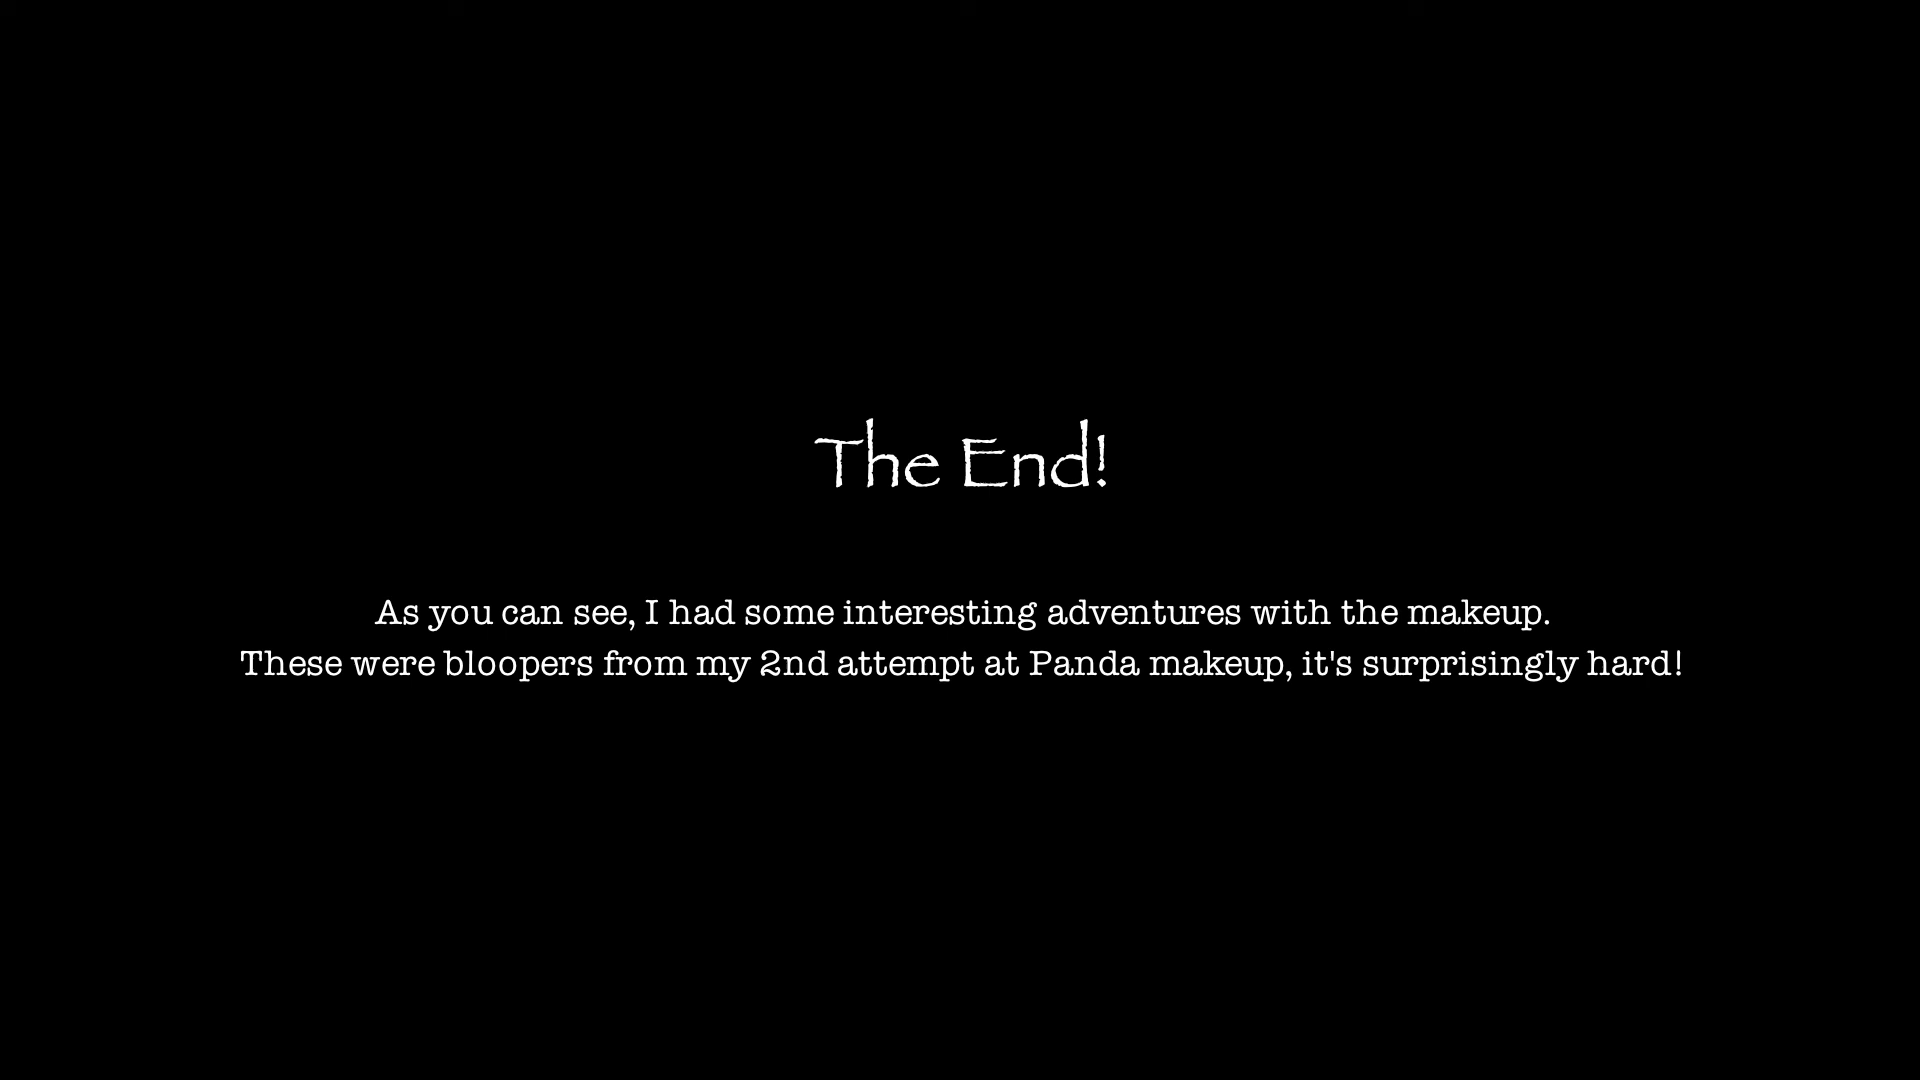 The End!
As you can see, I had some interesting adventures with the makeup.
These were bloopers from my 2nd attempt at Panda makeup, it's surprisingly hard!